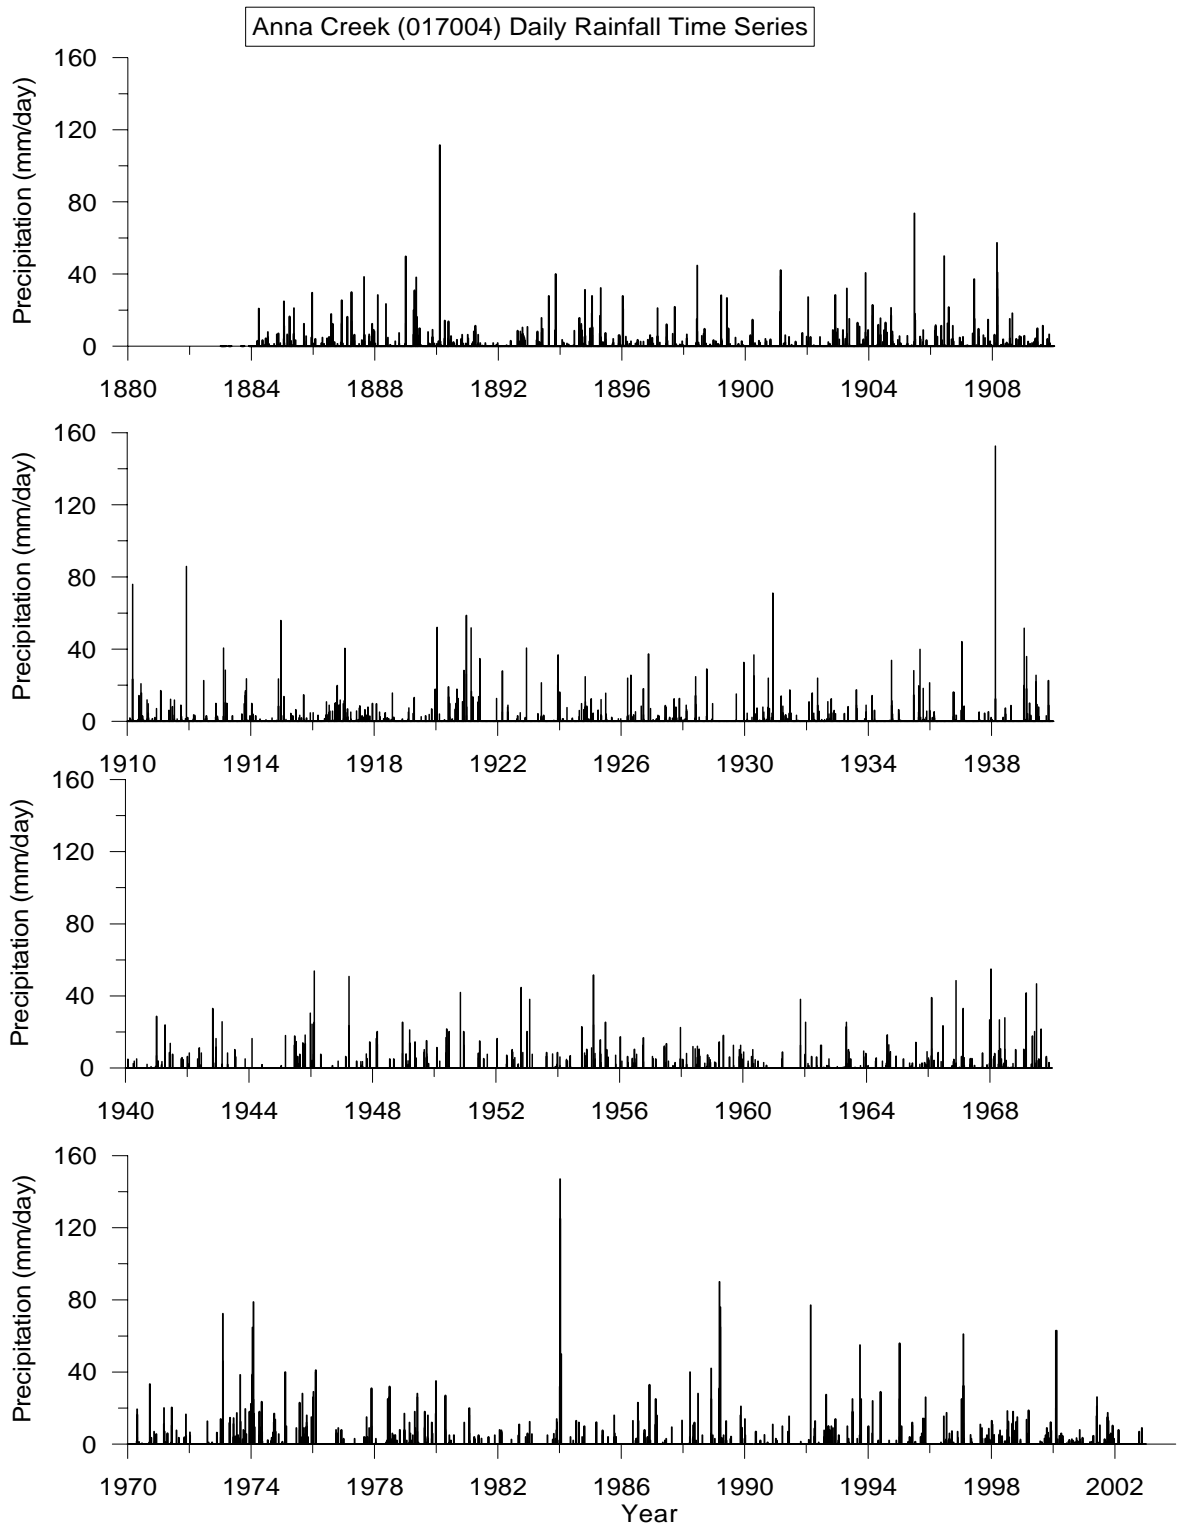 Anna Creek (017004) Daily Rainfall Time Series
Precipitation (mm/day)
160
120
80
40
0
1880 1884 1888 1892 1896 1900 1904 1908
Precipitation (mm/day)
160
120
80
40
0
1910 1914 1918 1922 1926 1930 1934 1938
Precipitation (mm/day)
160
120
80
40
0
1940 1944 1948 1952 1956 1960 1964 1968
Precipitation (mm/day)
160
120
80
40
0
1970 1974 1978 1982 1986 1990 1994 1998 2002
Year